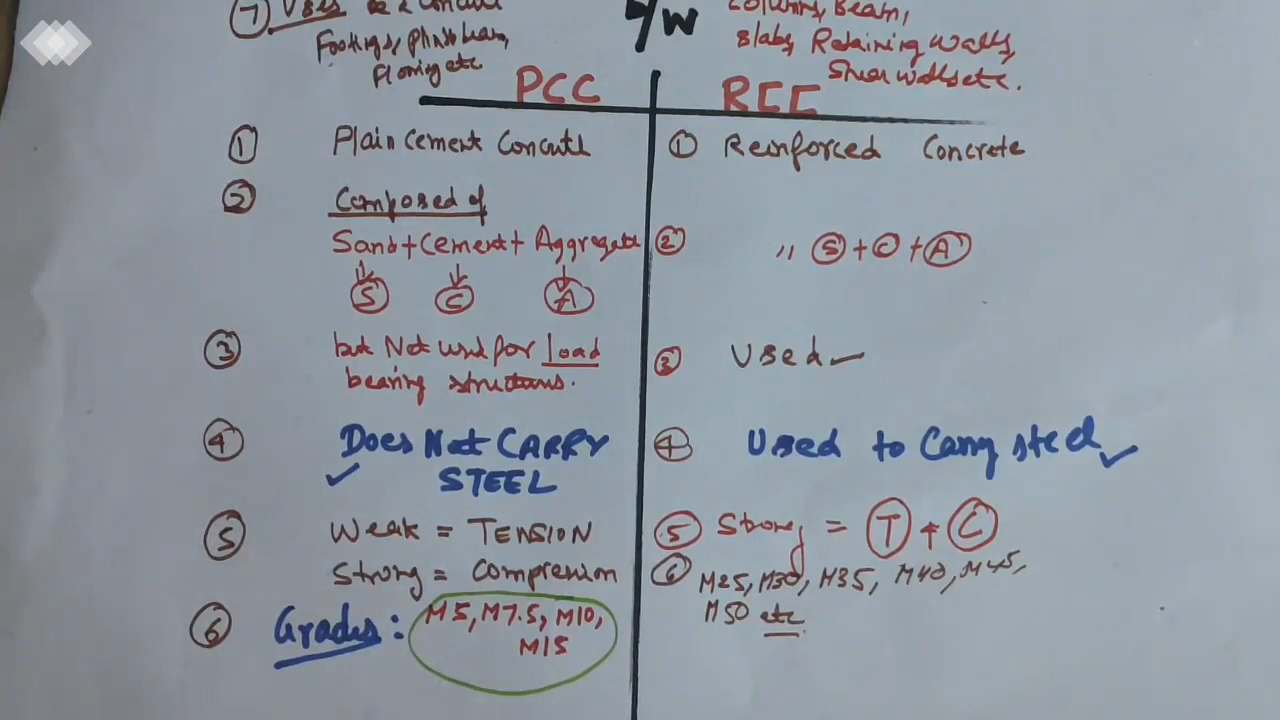 7 Uses
Footings, plinth beam,
Floring etc
B/W
Columns, Beam,
Slabs, Retaining walls,
Shear walls etc.
PCC
RCC
1 Plain cement Concrete
1 Reinforced Concrete
2 Composed of
Sand + Cement + Aggregate
S C A
2 " S + C + A
3 but Not used for load
bearing structures.
3 Used ✓
4 Does Not CARRY
✓ STEEL
4 Used to Carry steel ✓
5 Weak = TENSION
Strong = Compression
5 Strong = T + C
6 Grades: M5, M7.5, M10,
M15
6 M25, M30, M35, M40, M45,
M50 etc